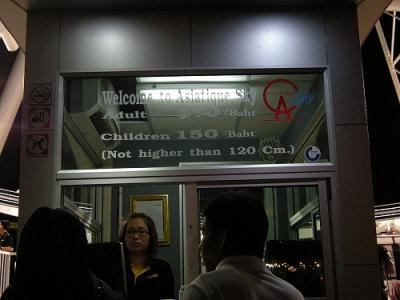 Welcome to Asiatique Sky
Adult Baht
Children 150 Baht
(Not higher than 120 Cm.)